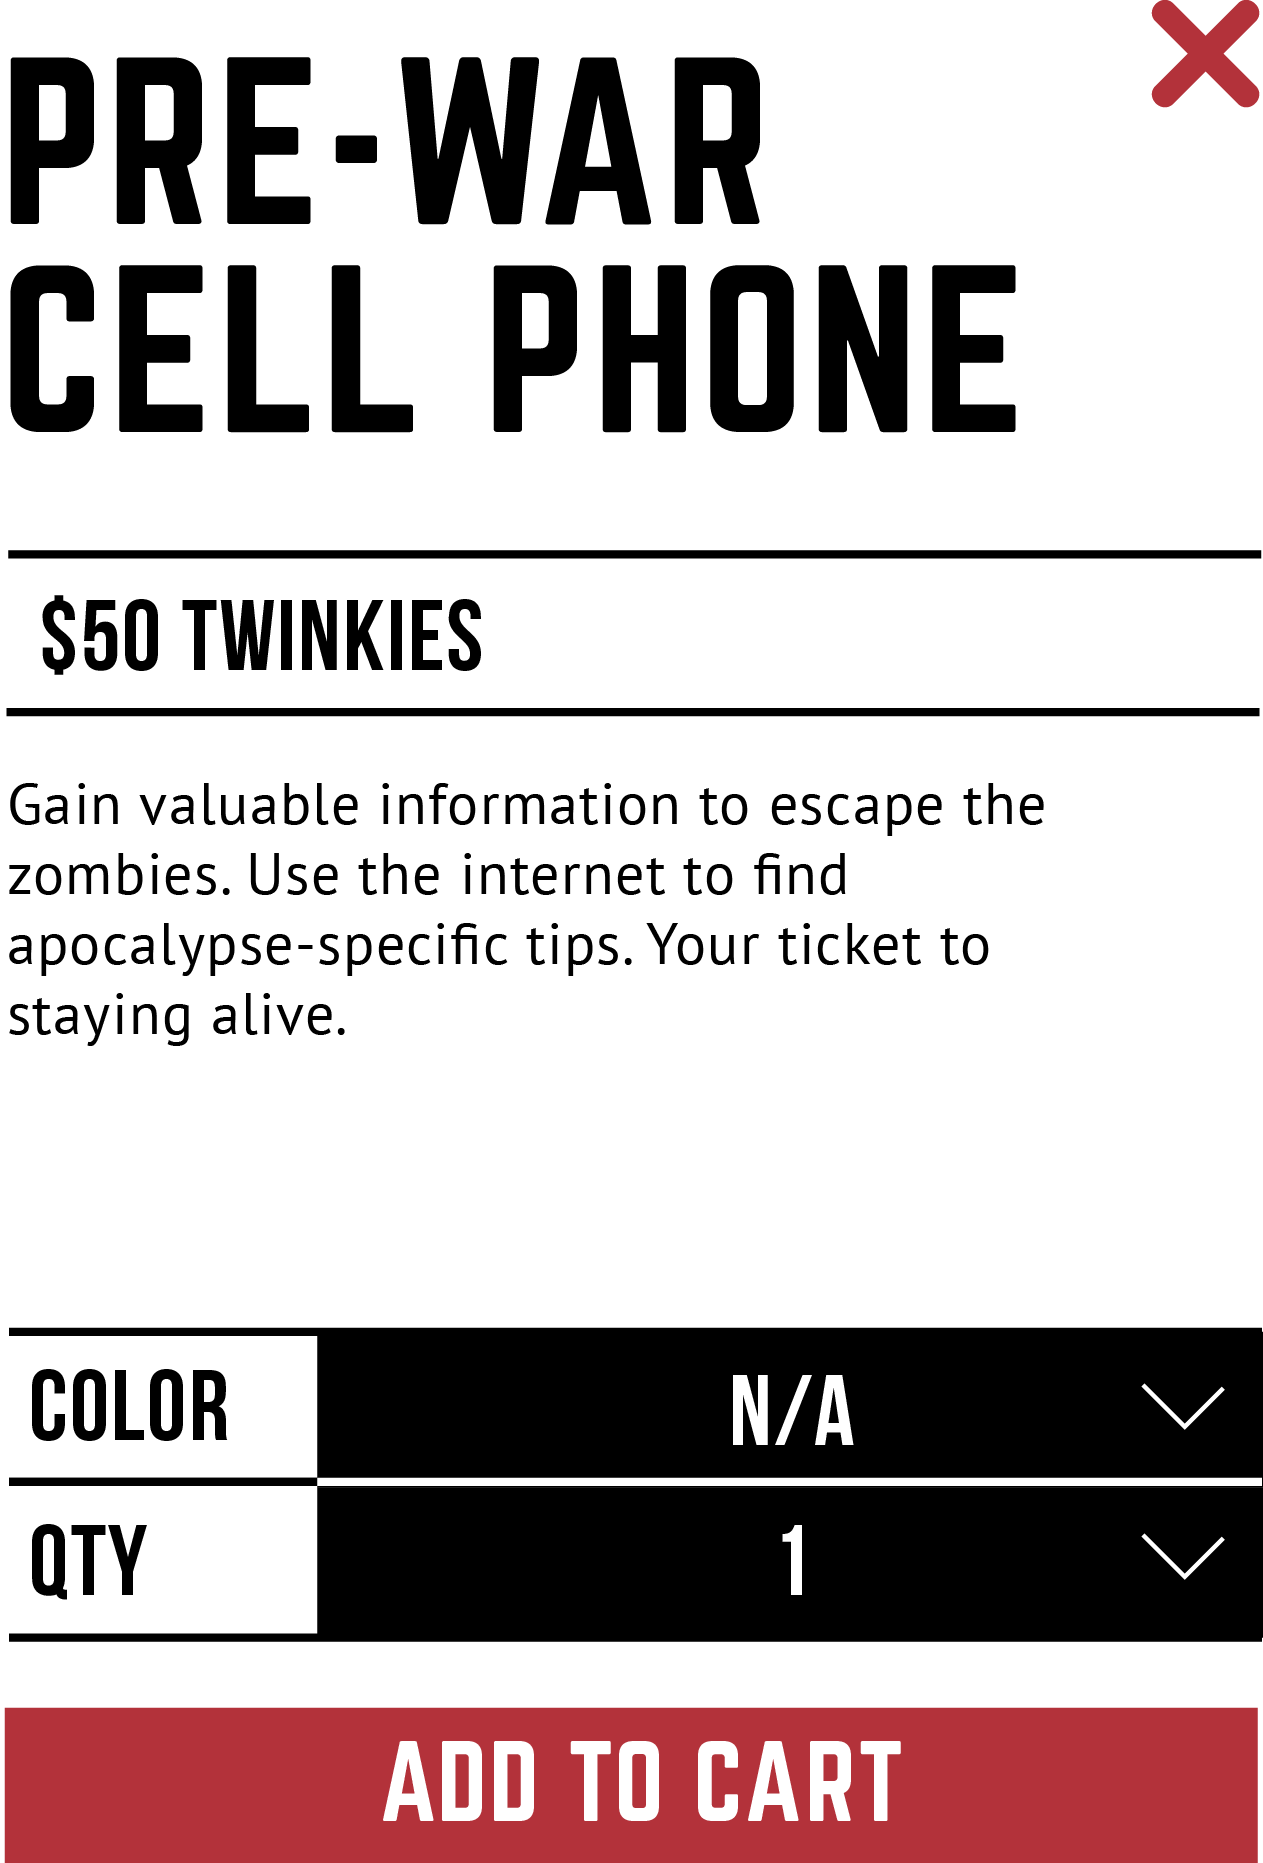 PRE-WAR
CELL PHONE
$50 TWINKIES
Gain valuable information to escape the
zombies. Use the internet to find
apocalypse-specific tips. Your ticket to
staying alive.
COLOR N/A
QTY 1
ADD TO CART